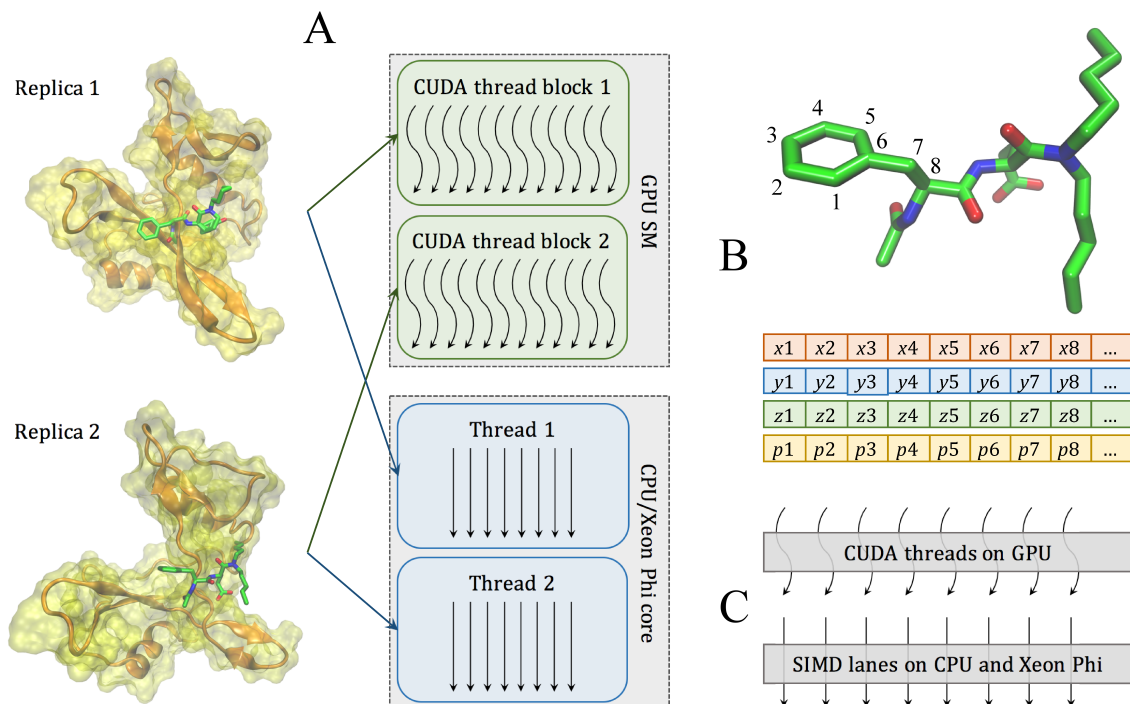 A
Replica 1
CUDA thread block 1
CUDA thread block 2
GPU SM
Replica 2
Thread 1
Thread 2
CPU/Xeon Phi core
4
5
3
6
7
8
2
1
B
x1 x2 x3 x4 x5 x6 x7 x8 ...
y1 y2 y3 y4 y5 y6 y7 y8 ...
z1 z2 z3 z4 z5 z6 z7 z8 ...
p1 p2 p3 p4 p5 p6 p7 p8 ...
CUDA threads on GPU
C
SIMD lanes on CPU and Xeon Phi